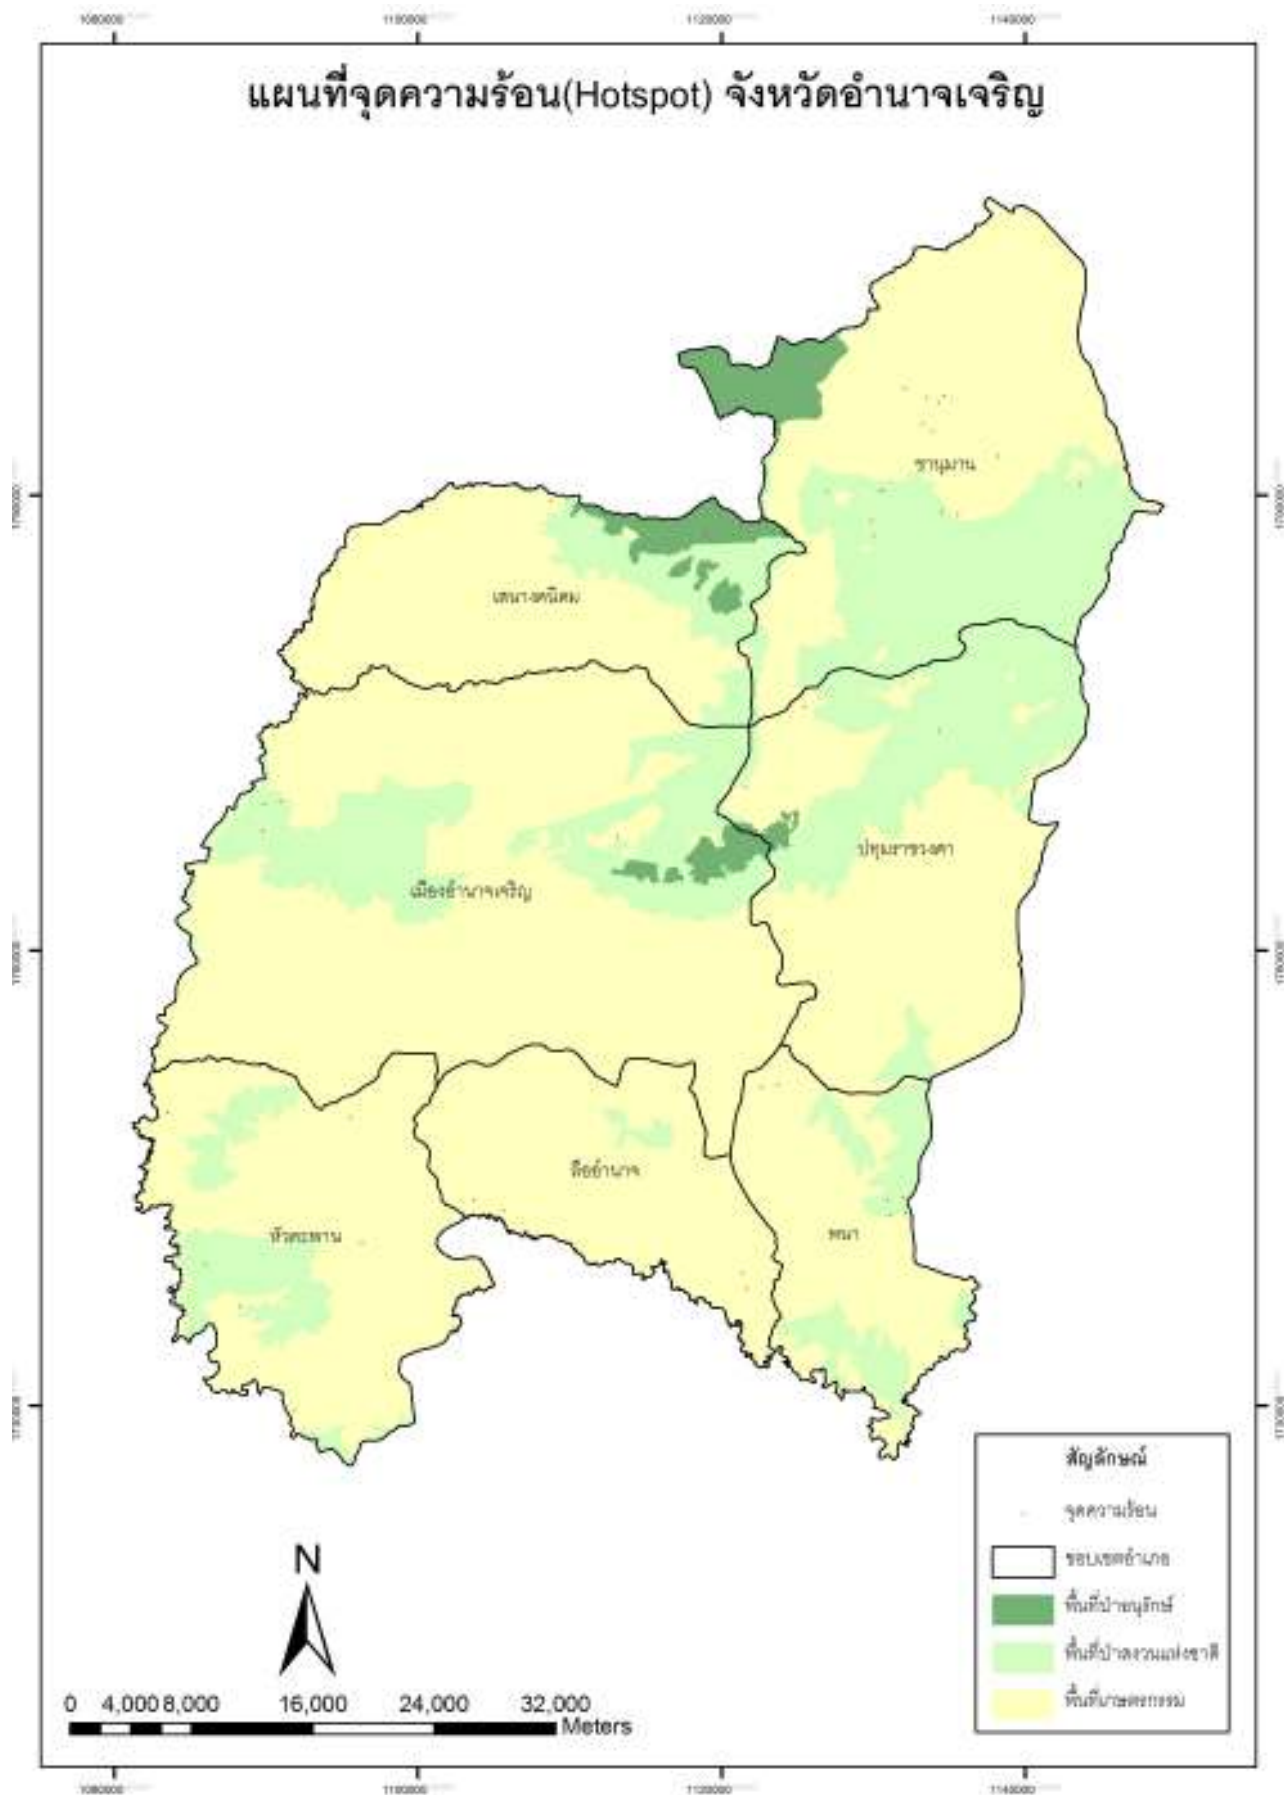 แผนที่จุดความร้อน(Hotspot) จังหวัดอำนาจเจริญ
ชานุมาน
เสนางคนิคม
ปทุมราชวงศา
เมืองอำนาจเจริญ
ลืออำนาจ
หัวตะพาน
พนา
สัญลักษณ์
จุดความร้อน
ขอบเขตอำเภอ
พื้นที่ป่าอนุรักษ์
พื้นที่ป่าสงวนแห่งชาติ
พื้นที่เกษตรกรรม
N
0 4,000 8,000 16,000 24,000 32,000
Meters